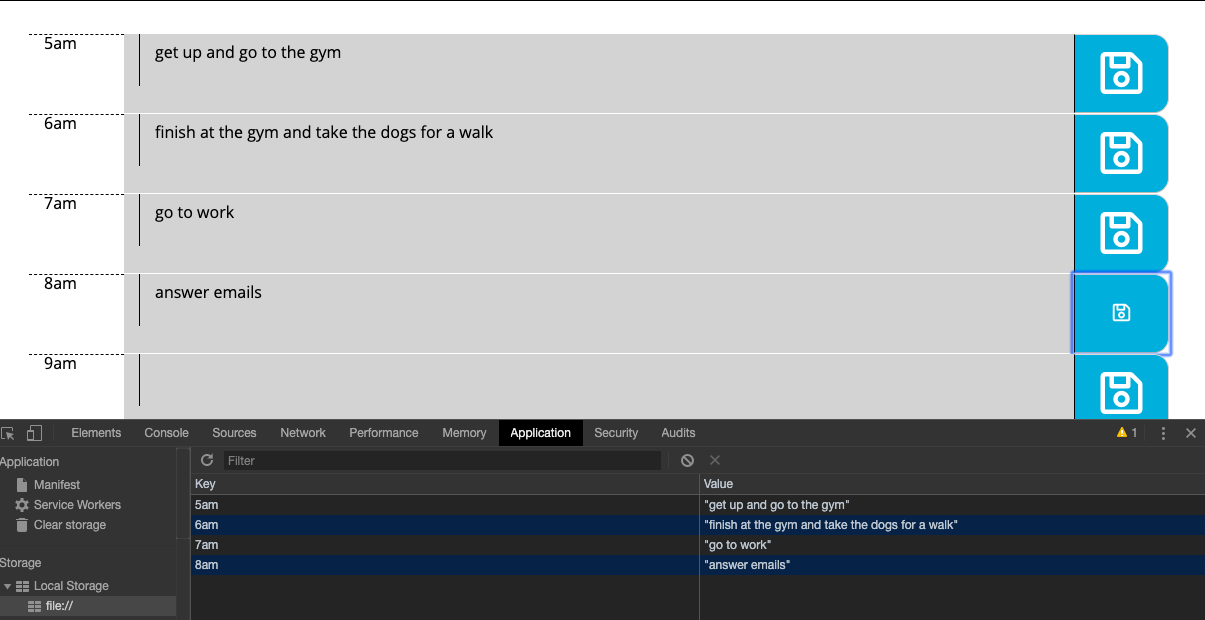 5am get up and go to the gym
6am finish at the gym and take the dogs for a walk
7am go to work
8am answer emails
9am
Elements Console Sources Network Performance Memory Application Security Audits 1
Application
Manifest
Service Workers
Clear storage
Storage
Local Storage
file://
Filter
Key Value
5am "get up and go to the gym"
6am "finish at the gym and take the dogs for a walk"
7am "go to work"
8am "answer emails"